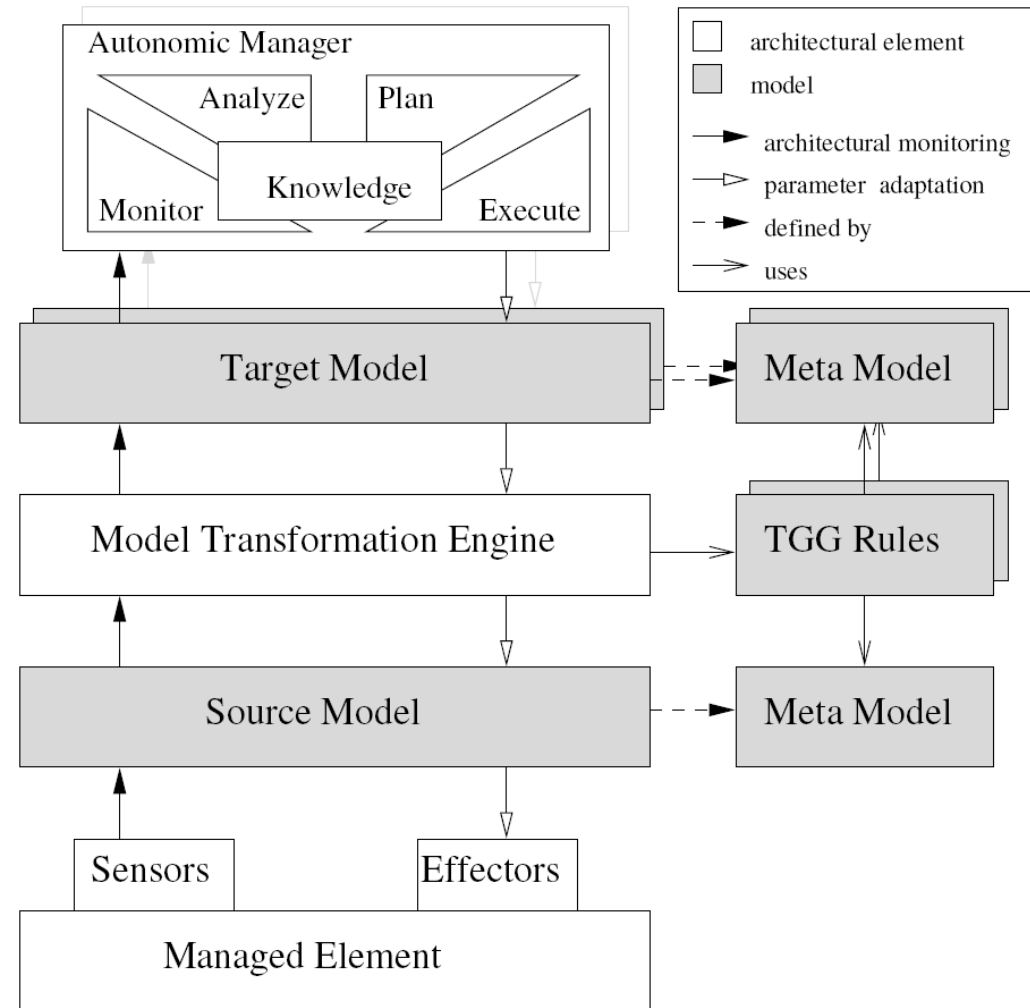 Autonomic Manager
Analyze
Plan
Knowledge
Monitor
Execute
architectural element
model
architectural monitoring
parameter adaptation
defined by
uses
Target Model
Meta Model
Model Transformation Engine
TGG Rules
Source Model
Meta Model
Sensors
Effectors
Managed Element